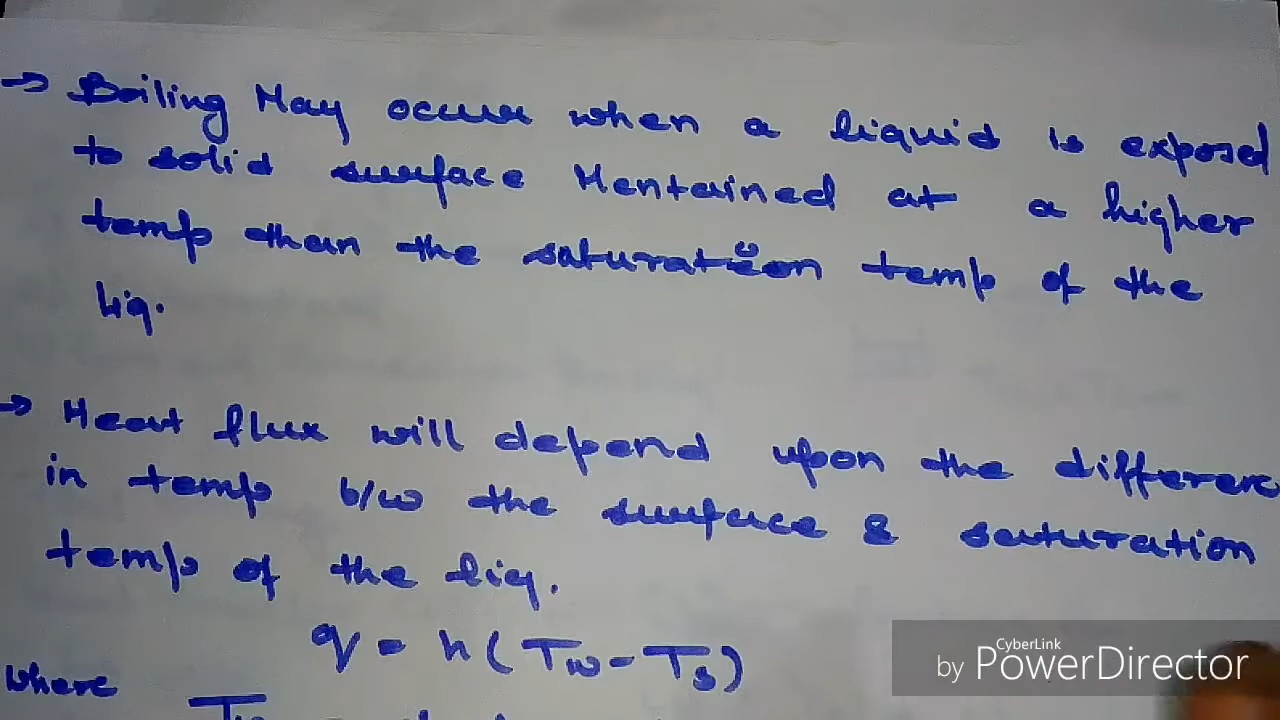 → Boiling May occur when a liquid is exposed
to solid surface Mentained at a higher
temp than the saturation temp of the
liq.
→ Heat flux will depend upon the differenc
in temp b/w the surface & saturation
temp of the liq.
q = h(Tw - Ts)
where
Tw
CyberLink
by PowerDirector